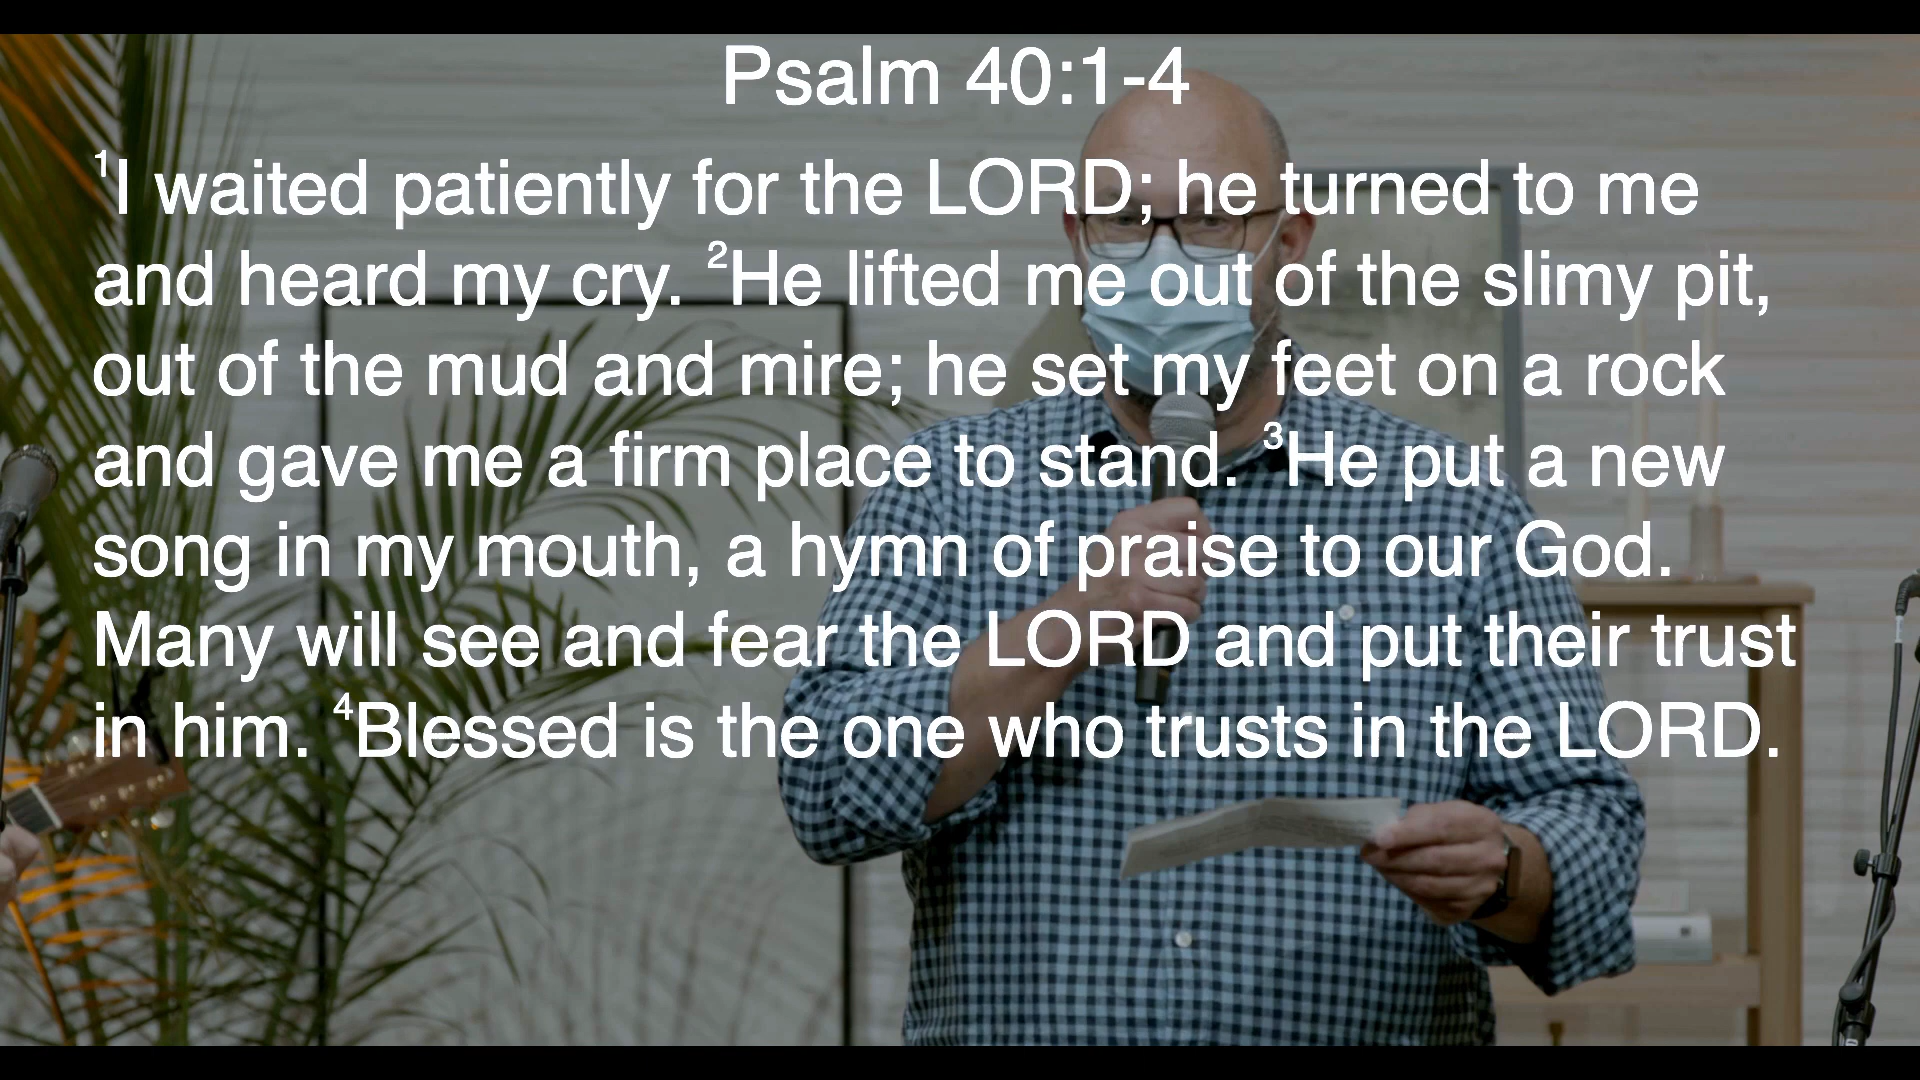 Psalm 40:1-4
¹I waited patiently for the LORD; he turned to me
and heard my cry. ²He lifted me out of the slimy pit,
out of the mud and mire; he set my feet on a rock
and gave me a firm place to stand. ³He put a new
song in my mouth, a hymn of praise to our God.
Many will see and fear the LORD and put their trust
in him. ⁴Blessed is the one who trusts in the LORD.